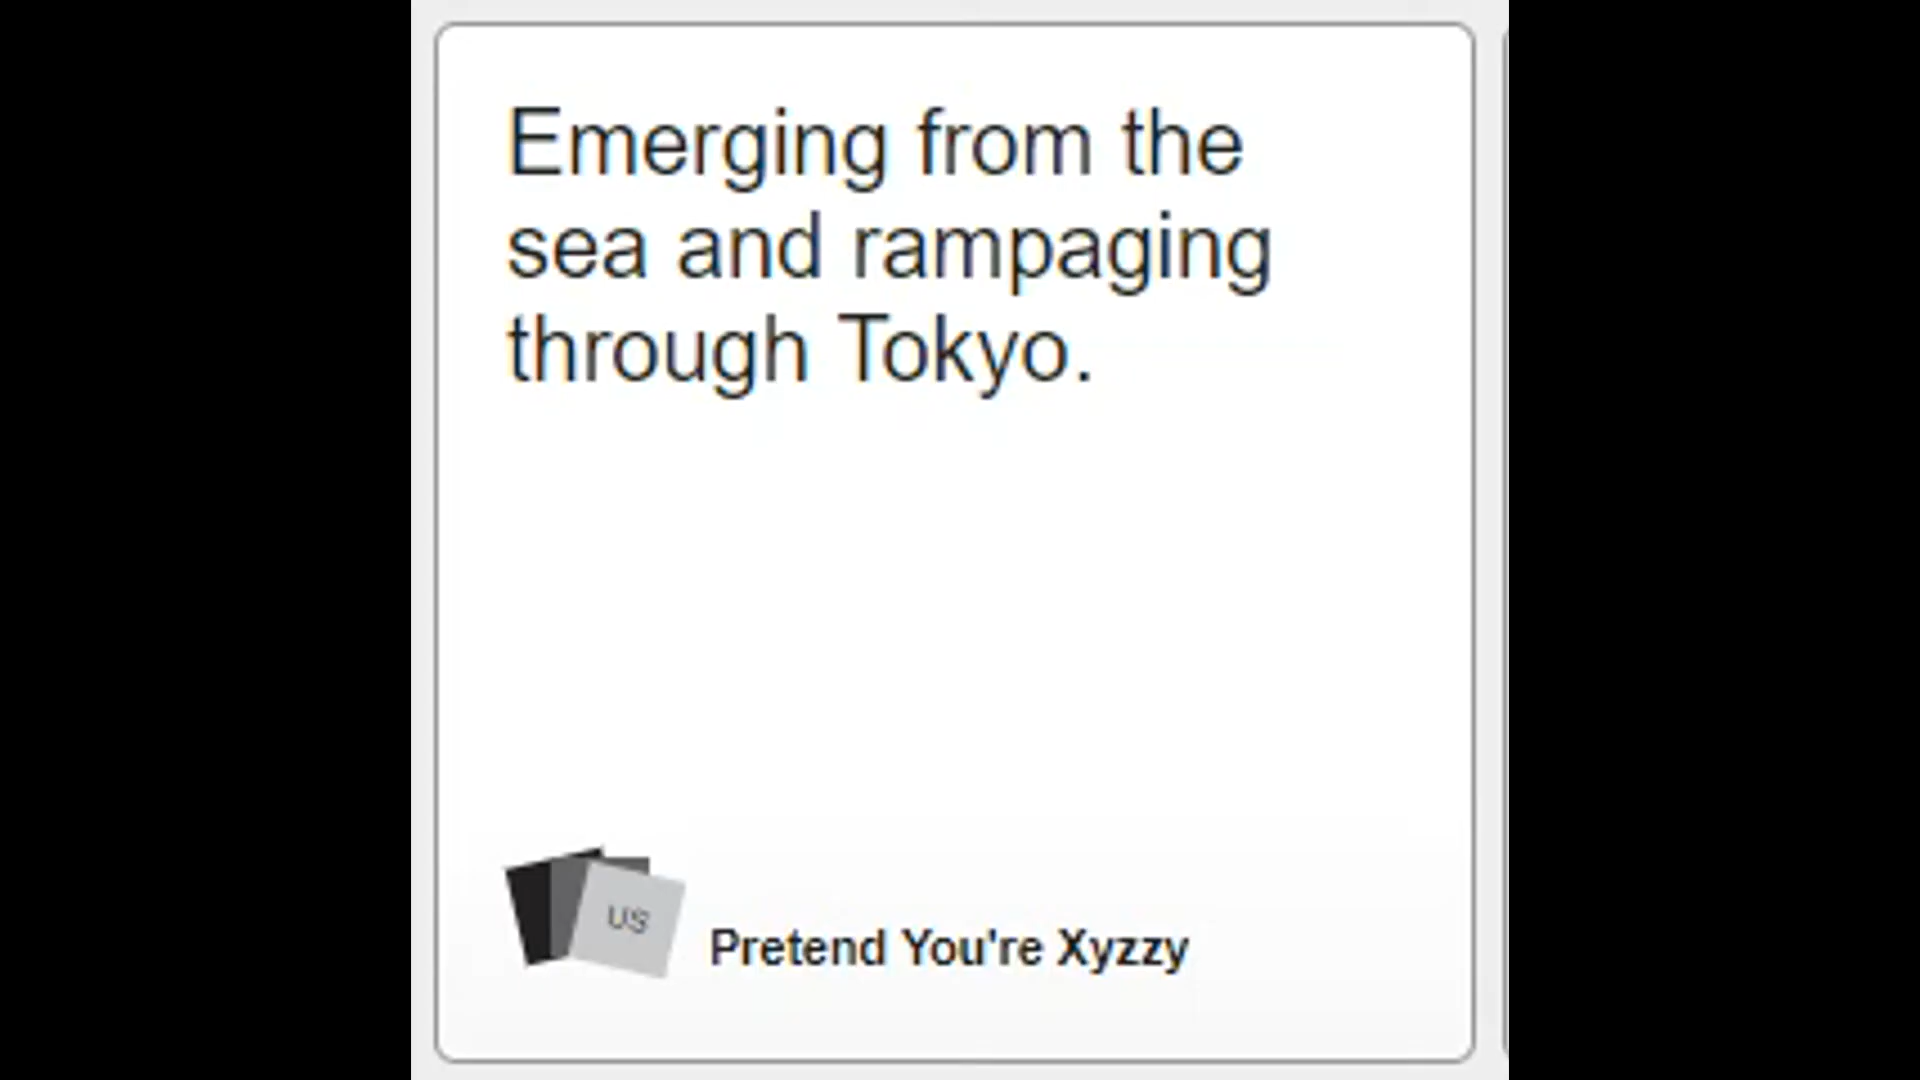 Emerging from the
sea and rampaging
through Tokyo.
US
Pretend You're Xyzzy